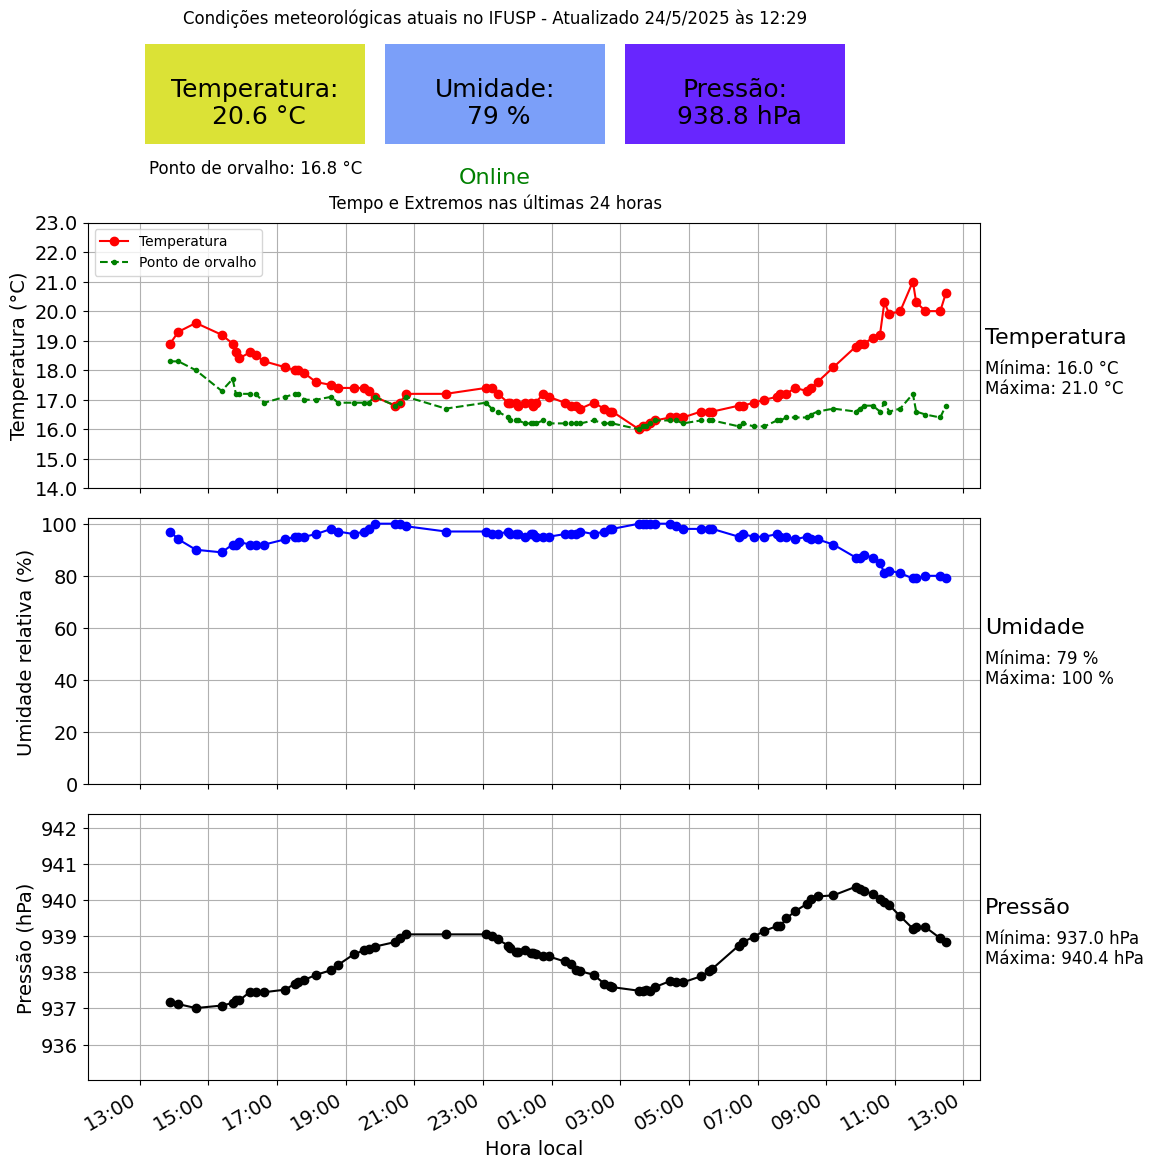 Condições meteorológicas atuais no IFUSP - Atualizado 24/5/2025 às 12:29
Temperatura:
20.6 °C
Umidade:
79 %
Pressão:
938.8 hPa
Ponto de orvalho: 16.8 °C
Online
Tempo e Extremos nas últimas 24 horas
Temperatura (°C)
23.0
22.0
21.0
20.0
19.0
18.0
17.0
16.0
15.0
14.0
Temperatura
Ponto de orvalho
Temperatura
Mínima: 16.0 °C
Máxima: 21.0 °C
Umidade relativa (%)
100
80
60
40
20
0
Umidade
Mínima: 79 %
Máxima: 100 %
Pressão (hPa)
942
941
940
939
938
937
936
Pressão
Mínima: 937.0 hPa
Máxima: 940.4 hPa
13:00
15:00
17:00
19:00
21:00
23:00
01:00
03:00
05:00
07:00
09:00
11:00
13:00
Hora local